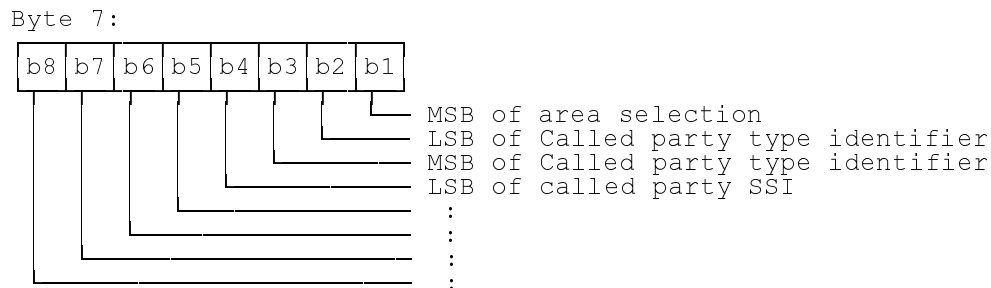 Byte 7:
b8 b7 b6 b5 b4 b3 b2 b1
MSB of area selection
LSB of Called party type identifier
MSB of Called party type identifier
LSB of called party SSI
:
:
:
: